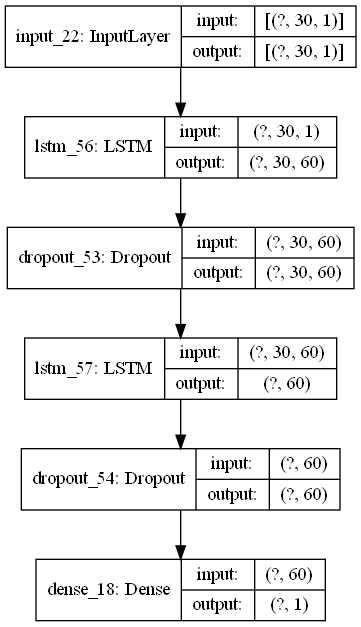 input_22: InputLayer
input: [(?, 30, 1)]
output: [(?, 30, 1)]
lstm_56: LSTM
input: (?, 30, 1)
output: (?, 30, 60)
dropout_53: Dropout
input: (?, 30, 60)
output: (?, 30, 60)
lstm_57: LSTM
input: (?, 30, 60)
output: (?, 60)
dropout_54: Dropout
input: (?, 60)
output: (?, 60)
dense_18: Dense
input: (?, 60)
output: (?, 1)